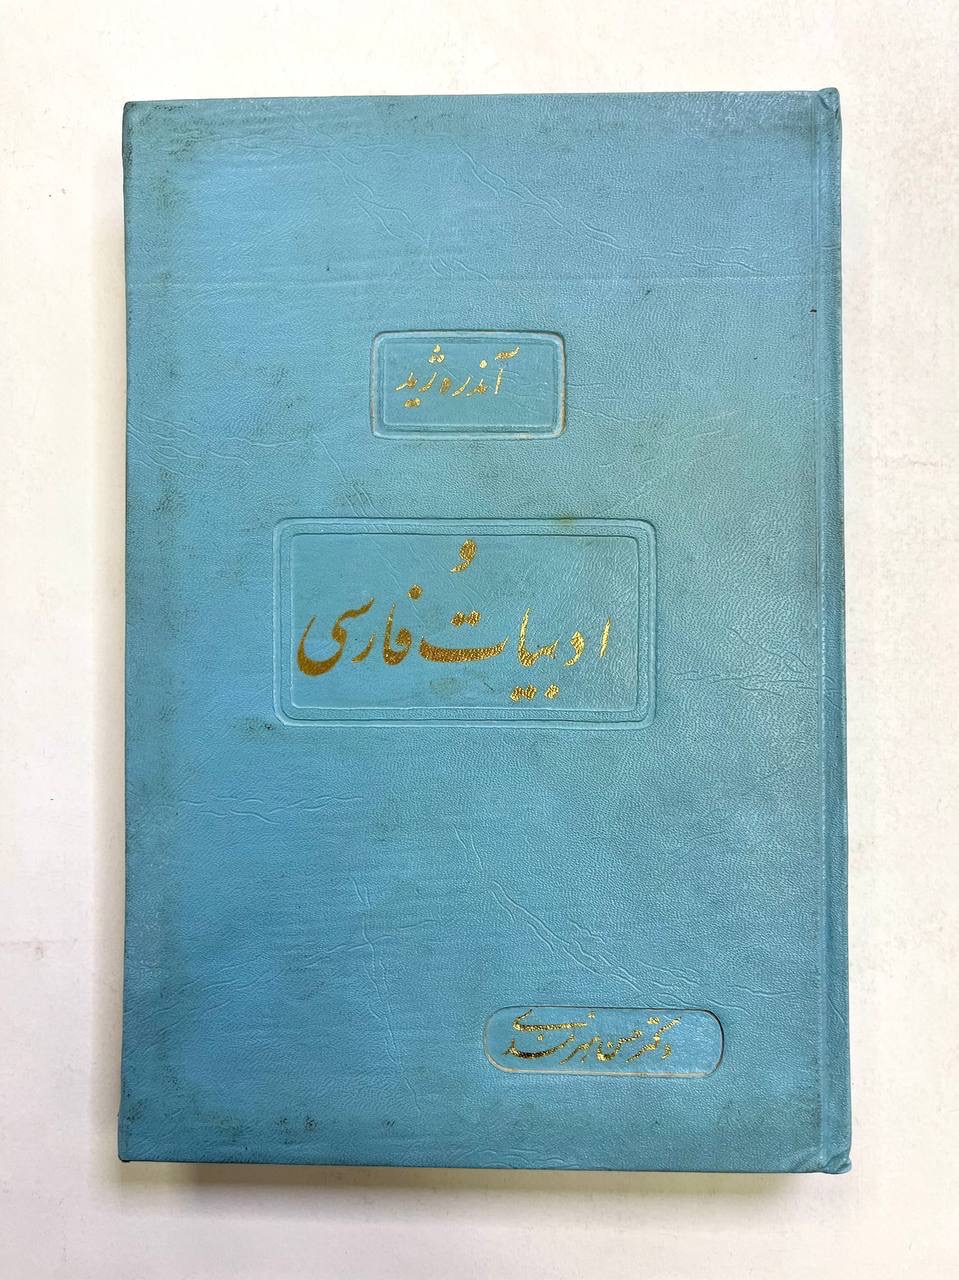 آندره ژید
و
ادبیات فارسی
دکتر حسن هنرمندی